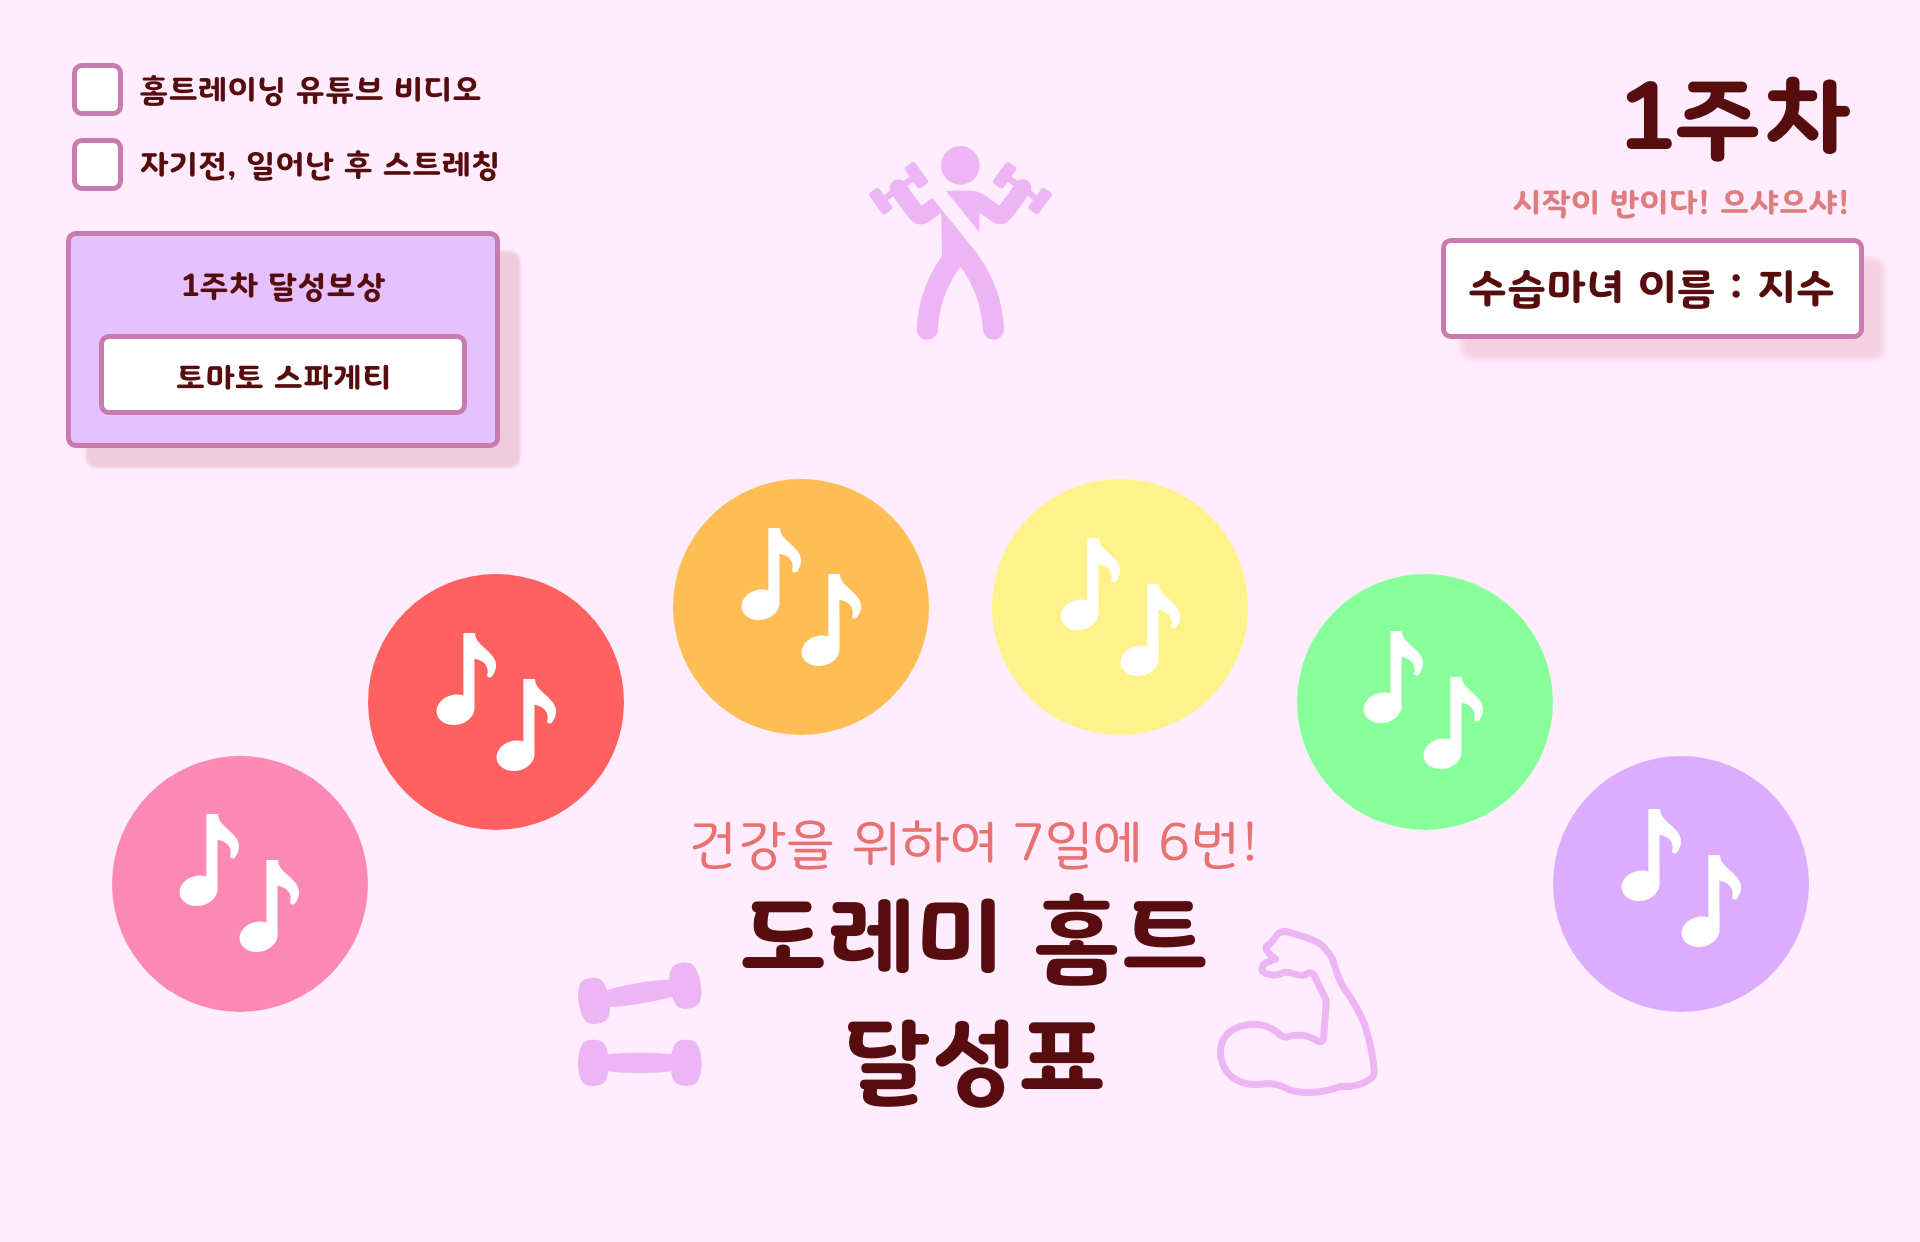 홈트레이닝 유튜브 비디오
자기전, 일어난 후 스트레칭
1주차 달성보상
토마토 스파게티
1주차
시작이 반이다! 으샤으샤!
수습마녀 이름 : 지수
건강을 위하여 7일에 6번!
도레미 홈트
달성표